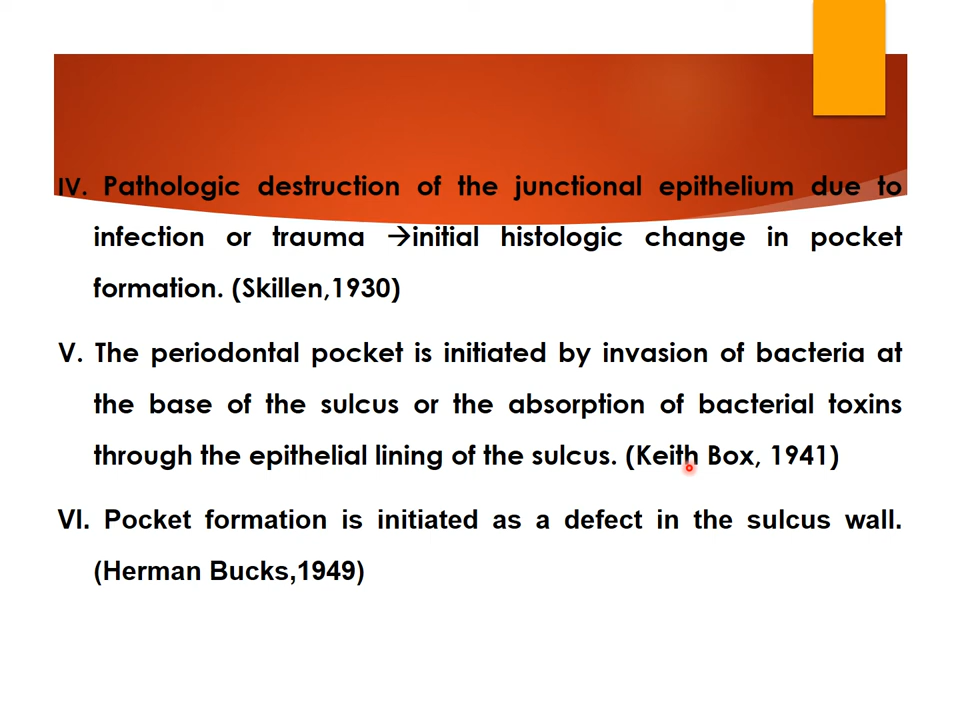 IV. Pathologic destruction of the junctional epithelium due to
infection or trauma →initial histologic change in pocket
formation. (Skillen,1930)
V. The periodontal pocket is initiated by invasion of bacteria at
the base of the sulcus or the absorption of bacterial toxins
through the epithelial lining of the sulcus. (Keith Box, 1941)
VI. Pocket formation is initiated as a defect in the sulcus wall.
(Herman Bucks,1949)